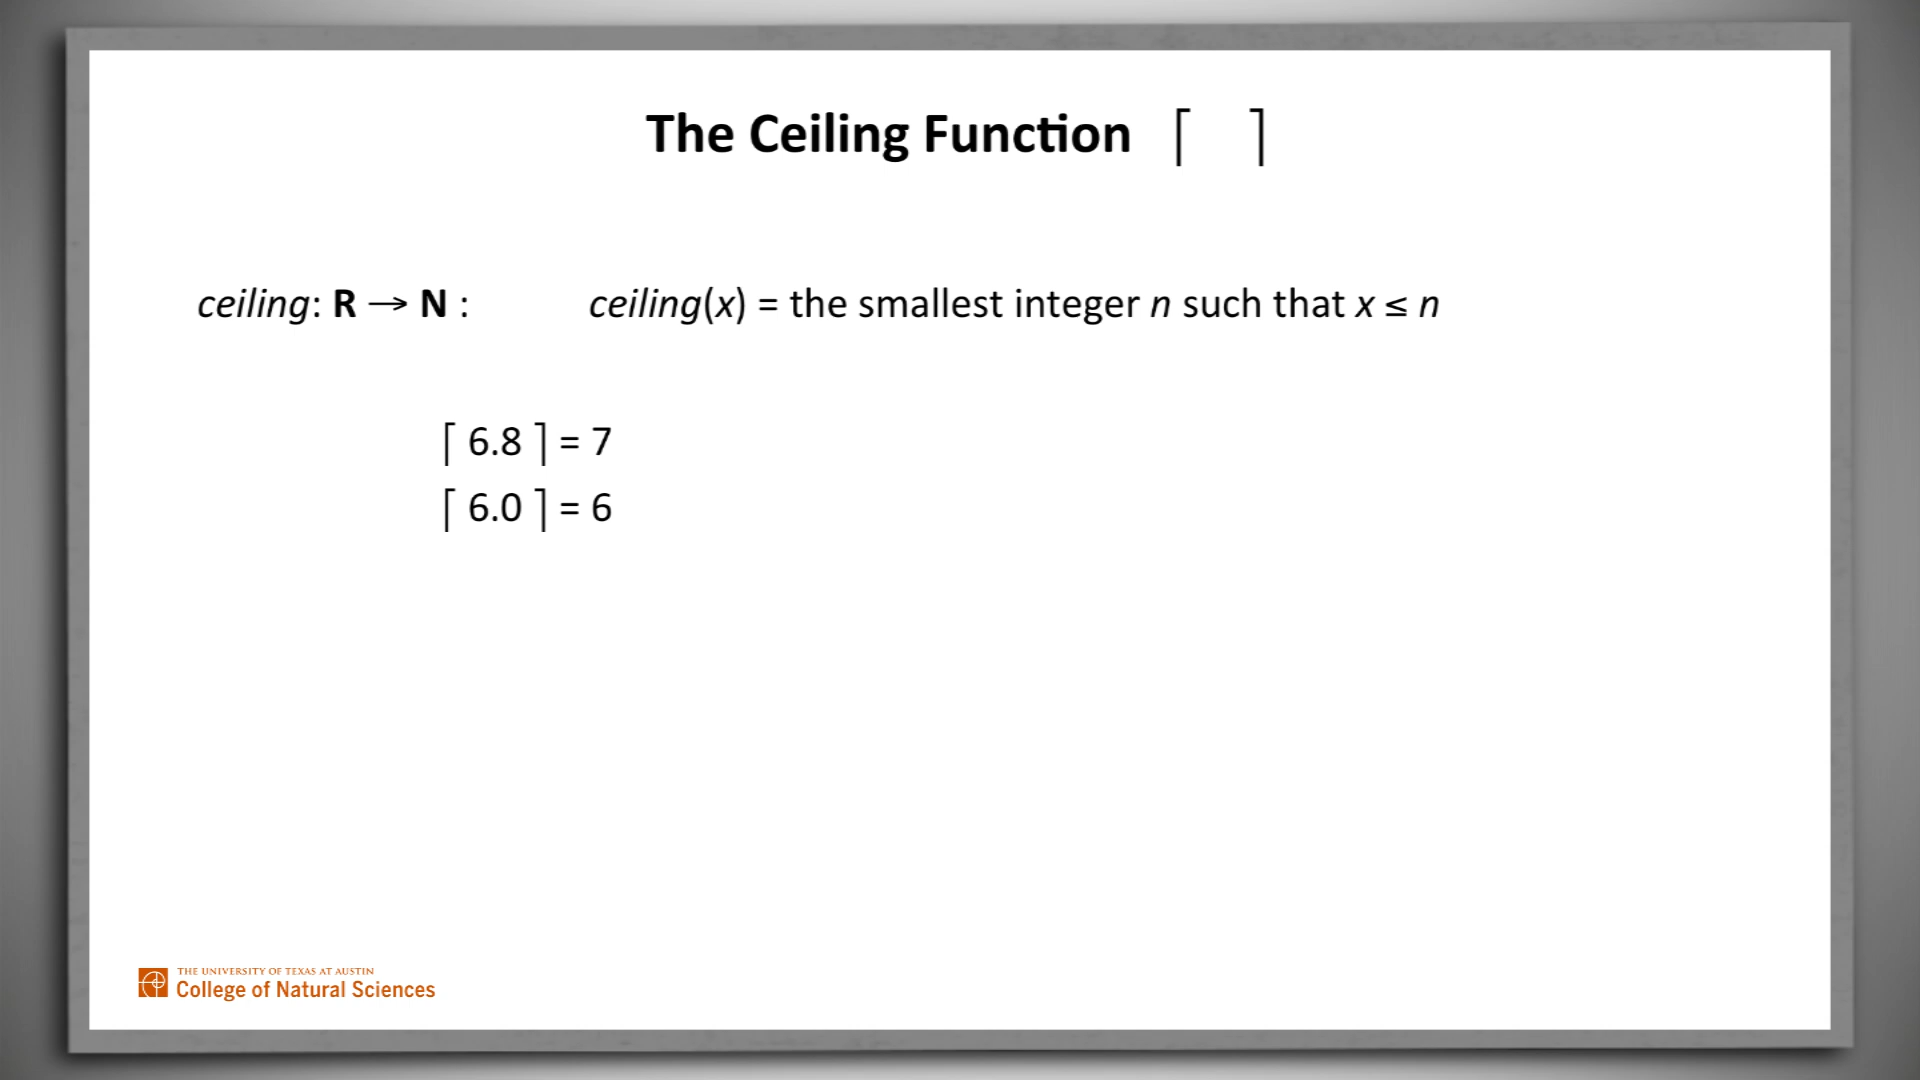 The Ceiling Function ⌈ ⌉
ceiling: R → N : ceiling(x) = the smallest integer n such that x ≤ n
⌈ 6.8 ⌉ = 7
⌈ 6.0 ⌉ = 6
THE UNIVERSITY OF TEXAS AT AUSTIN
College of Natural Sciences